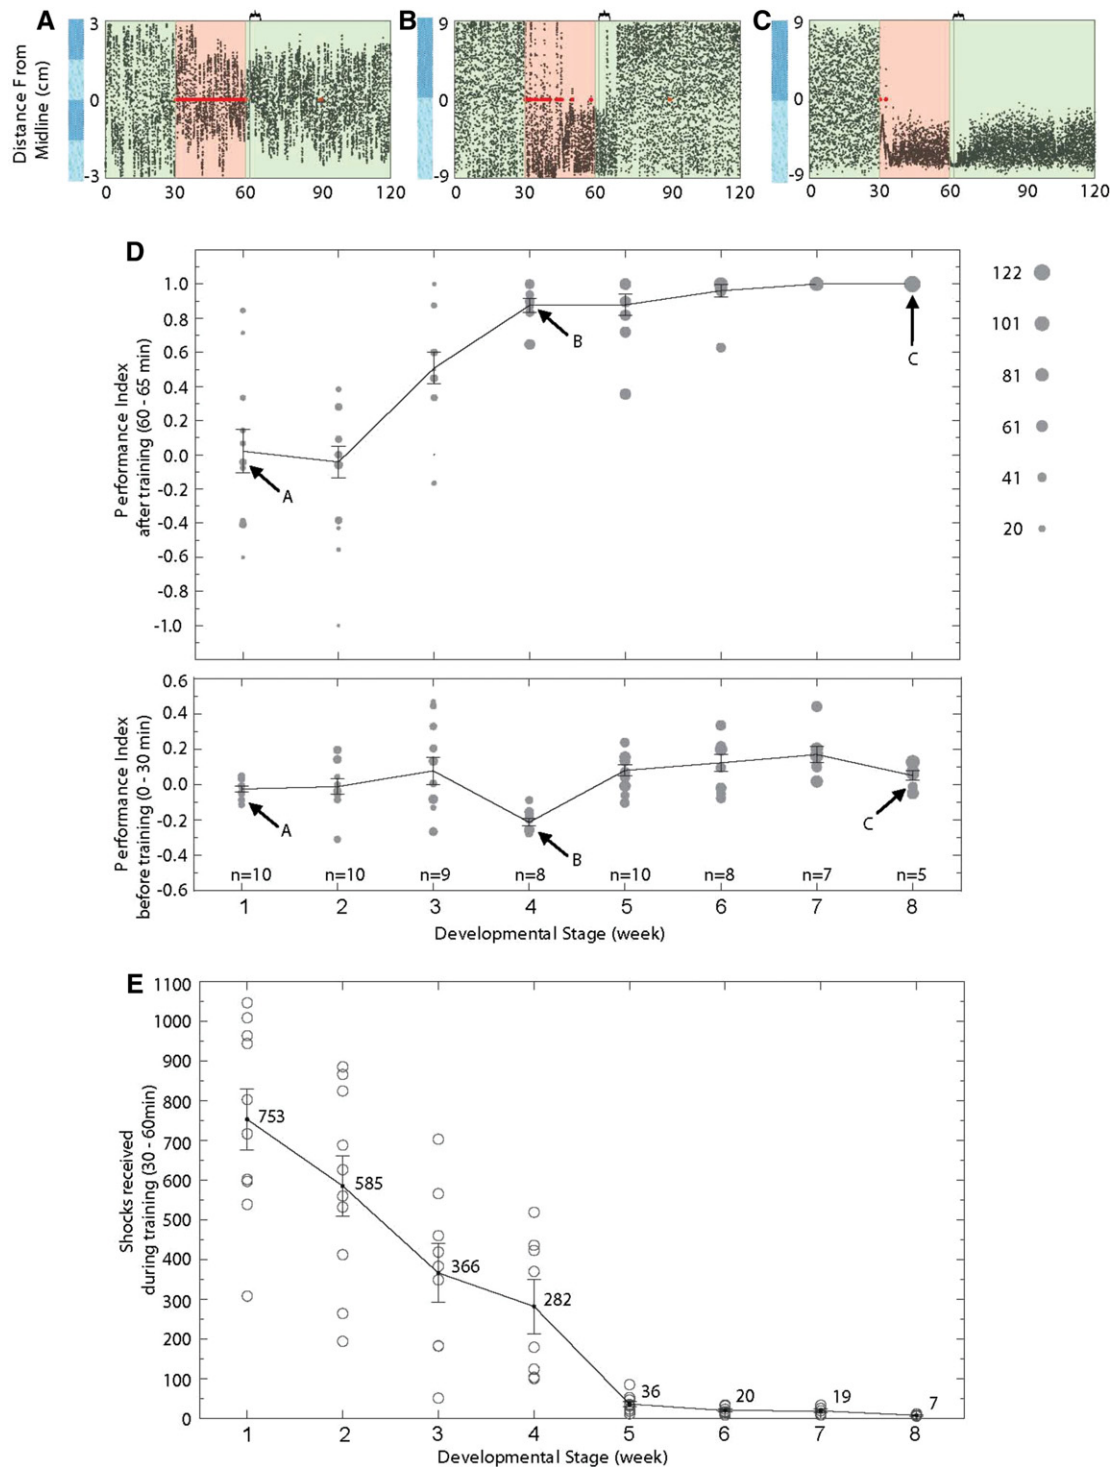 A
B
C
Distance From
Midline (cm)
3
0
-3
0 30 60 90 120
9
0
-9
0 30 60 90 120
9
0
-9
0 30 60 90 120
D
Performance Index
after training (60 - 65 min)
1.0
0.8
0.6
0.4
0.2
0.0
-0.2
-0.4
-0.6
-0.8
-1.0
A
B
C
122
101
81
61
41
20
Performance Index
before training (0 - 30 min)
0.6
0.4
0.2
0.0
-0.2
-0.4
-0.6
A
B
C
n=10 n=10 n=9 n=8 n=10 n=8 n=7 n=5
1 2 3 4 5 6 7 8
Developmental Stage (week)
E
Shocks received
during training (30 - 60min)
1100
1000
900
800
700
600
500
400
300
200
100
0
753
585
366
282
36
20
19
7
1 2 3 4 5 6 7 8
Developmental Stage (week)